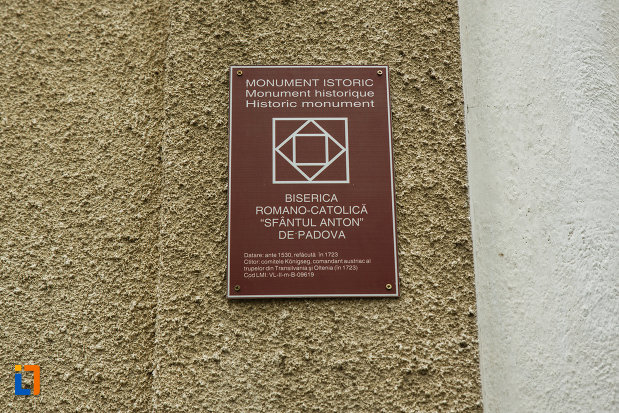 MONUMENT ISTORIC
Monument historique
Historic monument
BISERICA
ROMANO-CATOLICĂ
“SFÂNTUL ANTON”
DE PADOVA
Datare: ante 1530, refăcută în 1723
Ctitor: comitele Königseg, comandant austriac al
trupelor din Transilvania și Oltenia (în 1723)
Cod LMI: VL-II-m-B-09619